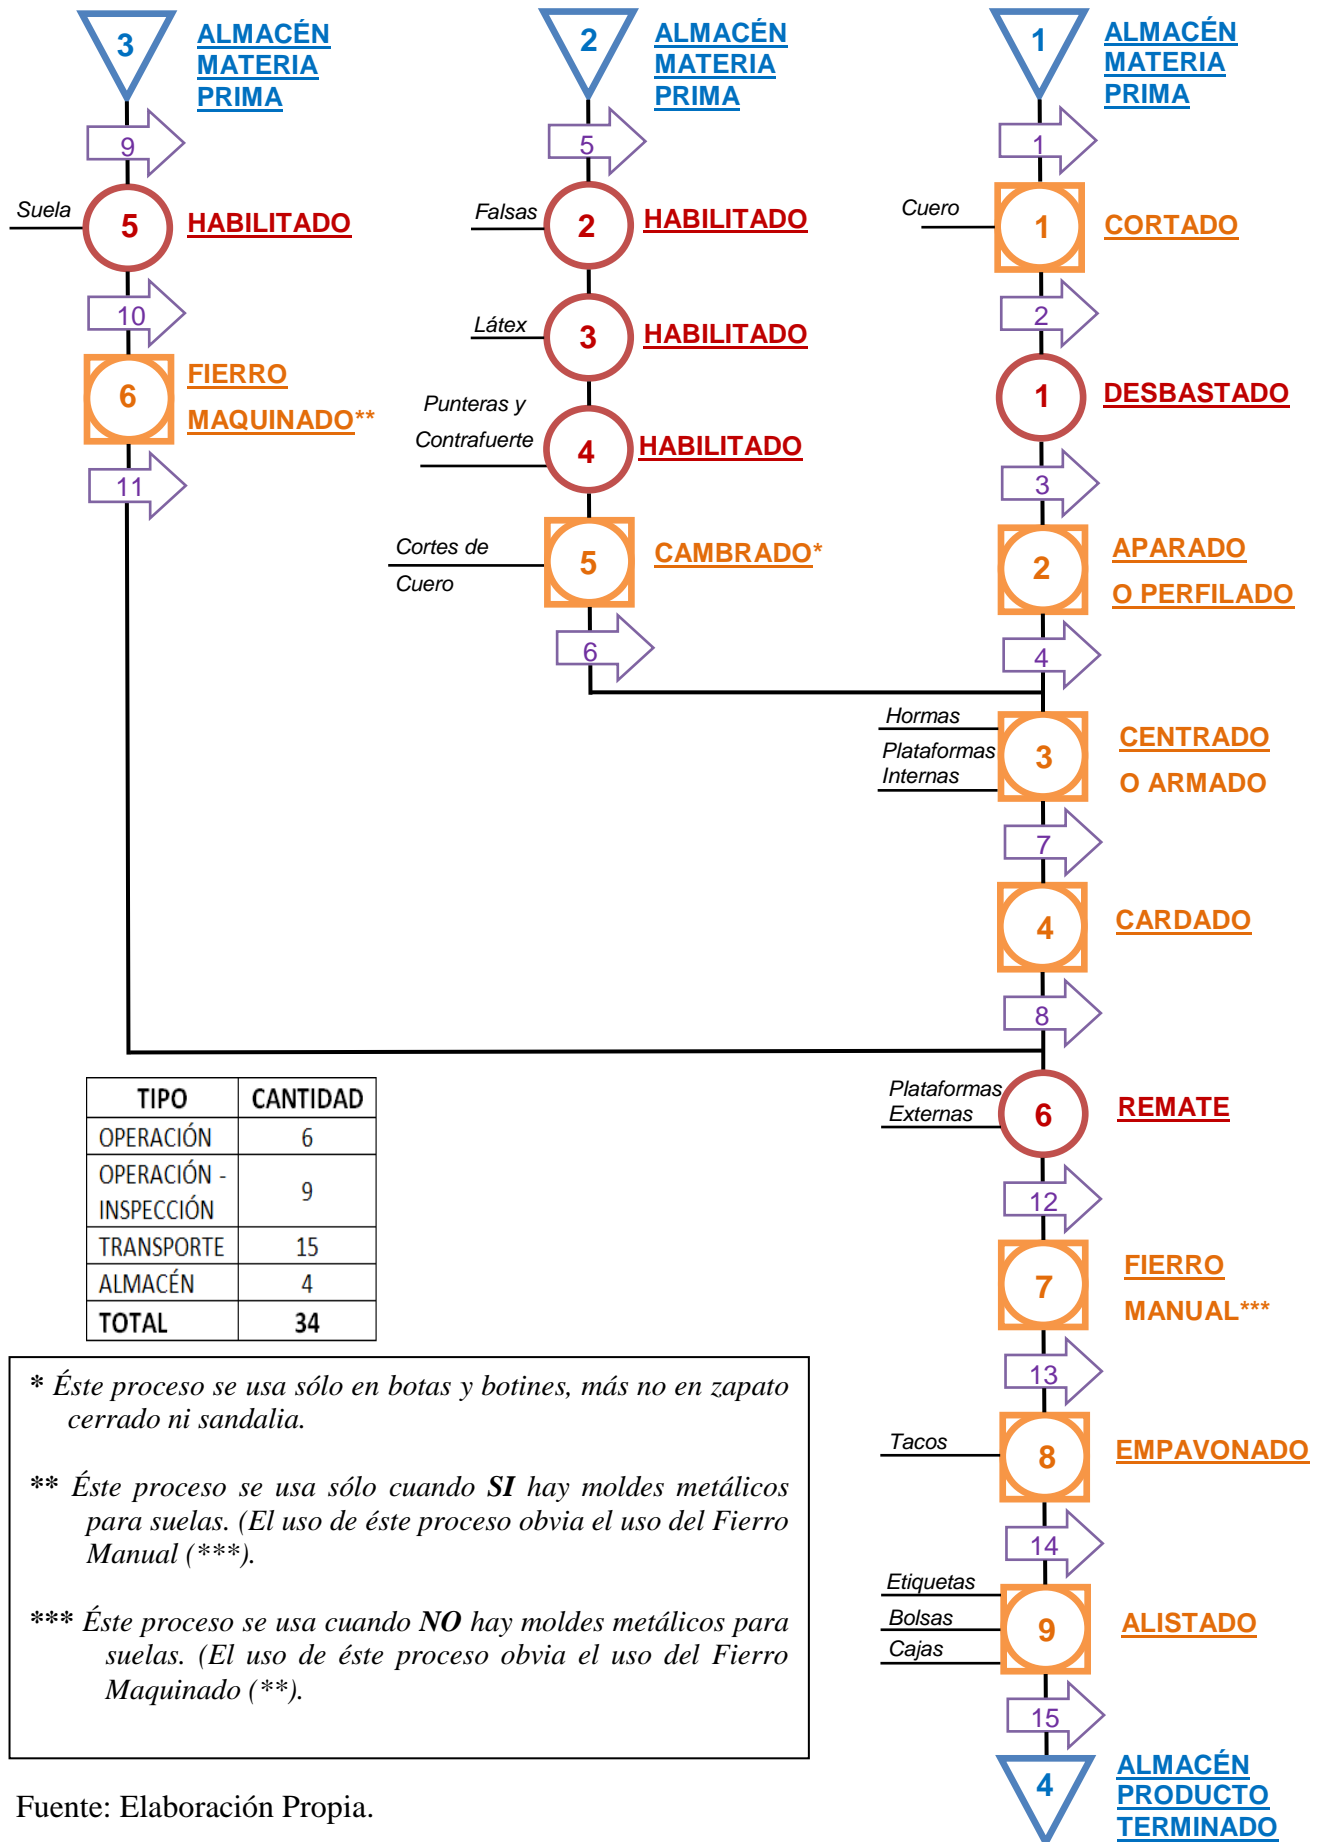 3
ALMACÉN
MATERIA
PRIMA
9
Suela
5
HABILITADO
10
6
FIERRO
MAQUINADO**
11
2
ALMACÉN
MATERIA
PRIMA
5
Falsas
2
HABILITADO
Látex
3
HABILITADO
Punteras y
Contrafuerte
4
HABILITADO
Cortes de
Cuero
5
CAMBRADO*
6
1
ALMACÉN
MATERIA
PRIMA
1
Cuero
1
CORTADO
2
1
DESBASTADO
3
2
APARADO
O PERFILADO
4
Hormas
Plataformas
Internas
3
CENTRADO
O ARMADO
7
4
CARDADO
8
Plataformas
Externas
6
REMATE
12
7
FIERRO
MANUAL***
13
Tacos
8
EMPAVONADO
14
Etiquetas
Bolsas
Cajas
9
ALISTADO
15
4
ALMACÉN
PRODUCTO
TERMINADO
TIPO CANTIDAD
OPERACIÓN 6
OPERACIÓN -
INSPECCIÓN 9
TRANSPORTE 15
ALMACÉN 4
TOTAL 34
* Éste proceso se usa sólo en botas y botines, más no en zapato
cerrado ni sandalia.
** Éste proceso se usa sólo cuando SI hay moldes metálicos
para suelas. (El uso de éste proceso obvia el uso del Fierro
Manual (***).
*** Éste proceso se usa cuando NO hay moldes metálicos para
suelas. (El uso de éste proceso obvia el uso del Fierro
Maquinado (**).
Fuente: Elaboración Propia.